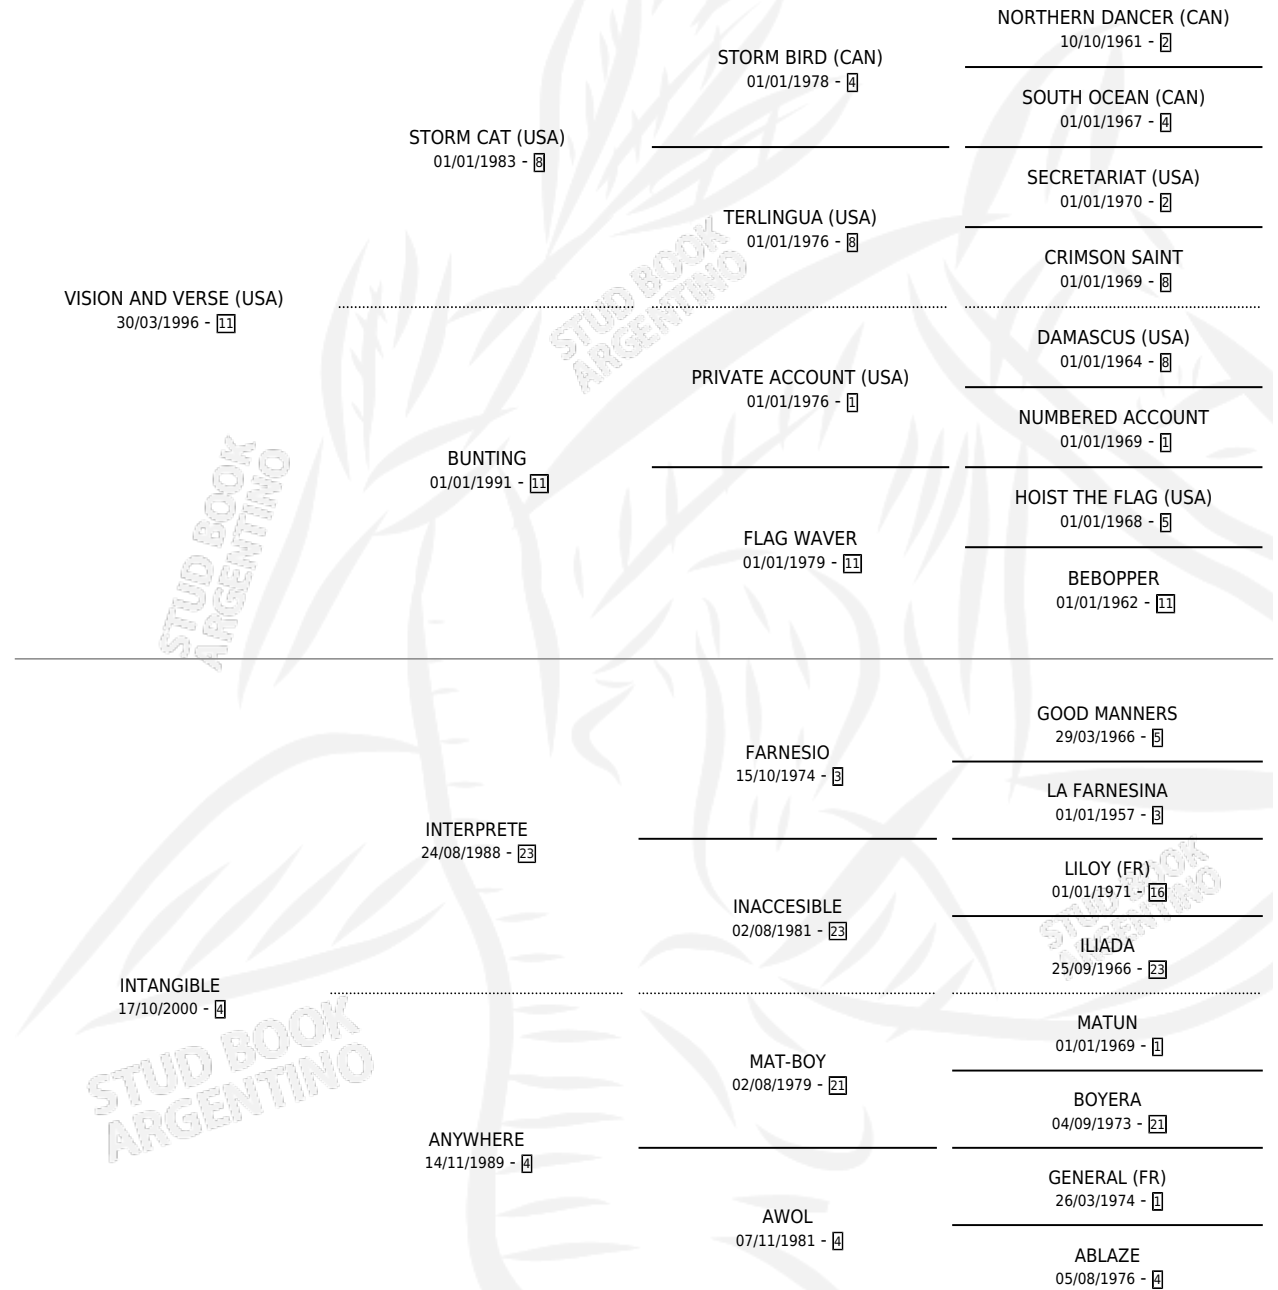 NORTHERN DANCER (CAN)
10/10/1961 - 2
STORM BIRD (CAN)
01/01/1978 - 4
SOUTH OCEAN (CAN)
01/01/1967 - 4
STORM CAT (USA)
01/01/1983 - 8
SECRETARIAT (USA)
01/01/1970 - 2
TERLINGUA (USA)
01/01/1976 - 8
CRIMSON SAINT
01/01/1969 - 8
VISION AND VERSE (USA)
30/03/1996 - 11
STUD BOOK
ARGENTINO
DAMASCUS (USA)
01/01/1964 - 8
PRIVATE ACCOUNT (USA)
01/01/1976 - 1
NUMBERED ACCOUNT
01/01/1969 - 1
BUNTING
01/01/1991 - 11
HOIST THE FLAG (USA)
01/01/1968 - 5
FLAG WAVER
01/01/1979 - 11
BEBOPPER
01/01/1962 - 11
STUD BOOK
ARGENTINO
GOOD MANNERS
29/03/1966 - 5
FARNESIO
15/10/1974 - 3
LA FARNESINA
01/01/1957 - 3
INTERPRETE
24/08/1988 - 23
LILOY (FR)
01/01/1971 - 16
INACCESIBLE
02/08/1981 - 23
STUD BOOK
ARGENTINO
ILIADA
25/09/1966 - 23
INTANGIBLE
17/10/2000 - 4
STUD BOOK
ARGENTINO
MATUN
01/01/1969 - 1
MAT-BOY
02/08/1979 - 21
BOYERA
04/09/1973 - 21
ANYWHERE
14/11/1989 - 4
GENERAL (FR)
26/03/1974 - 1
AWOL
07/11/1981 - 4
ABLAZE
05/08/1976 - 4